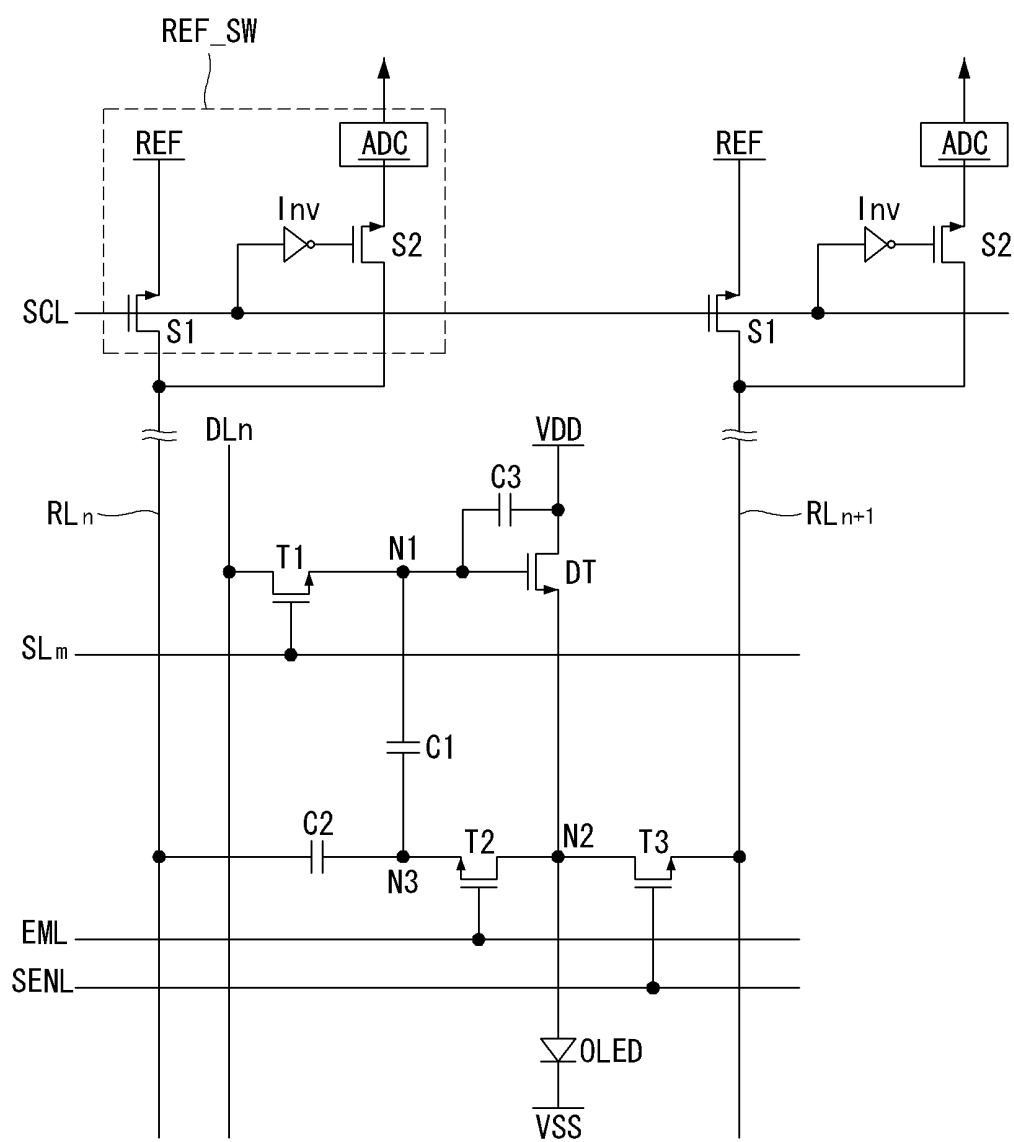 REF_SW
REF ADC REF ADC
Inv S2 Inv S2
SCL S1 S1
DLn VDD
C3
RLn RLn+1
T1 N1 DT
SLm
C1
C2 T2 N2 T3
N3
EML
SENL
OLED
VSS